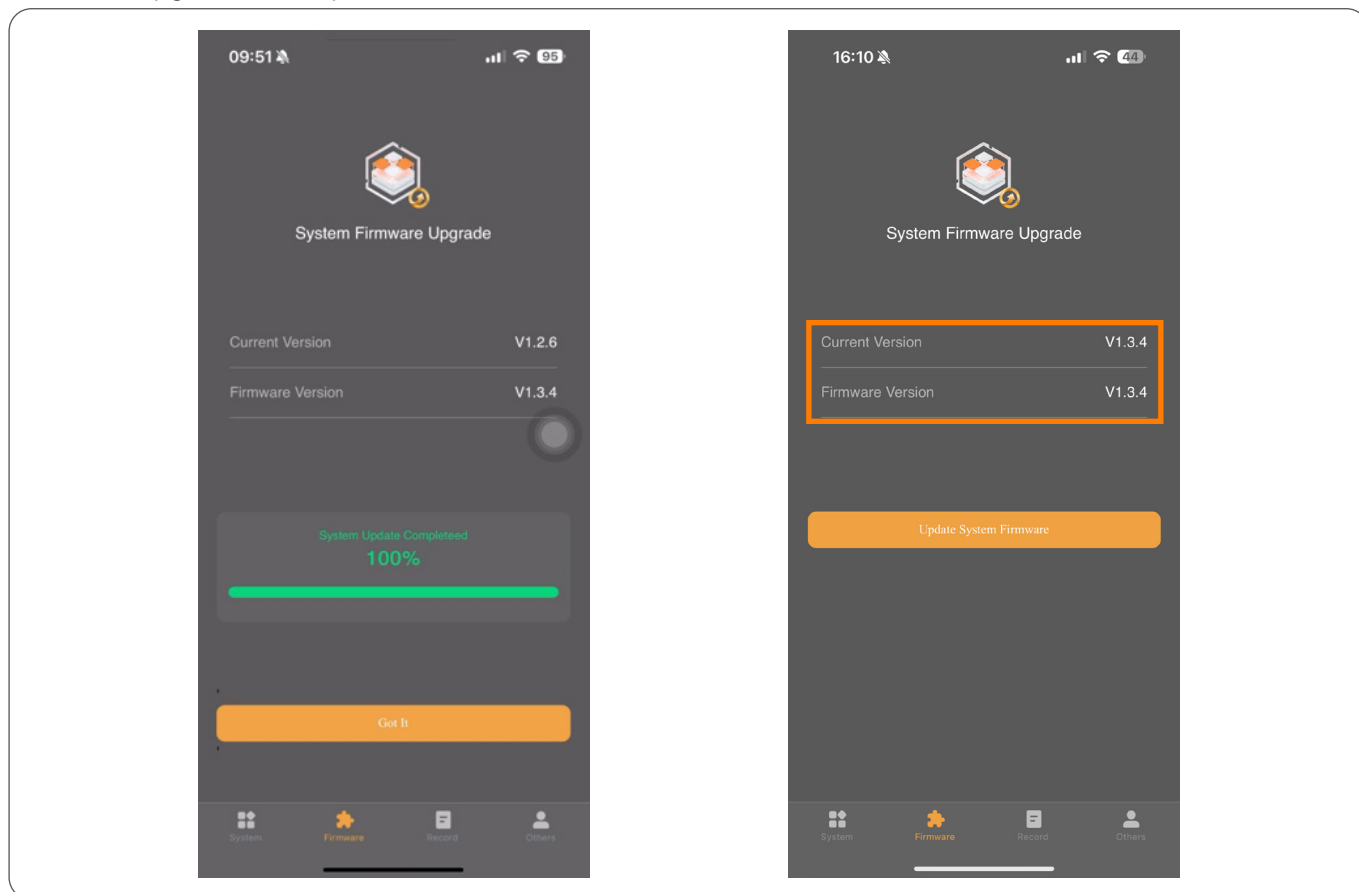 09:51
95
System Firmware Upgrade
Current Version V1.2.6
Firmware Version V1.3.4
System Update Completeed
100%
Got It
System Firmware Record Others
16:10
44
System Firmware Upgrade
Current Version V1.3.4
Firmware Version V1.3.4
Update System Firmware
System Firmware Record Others